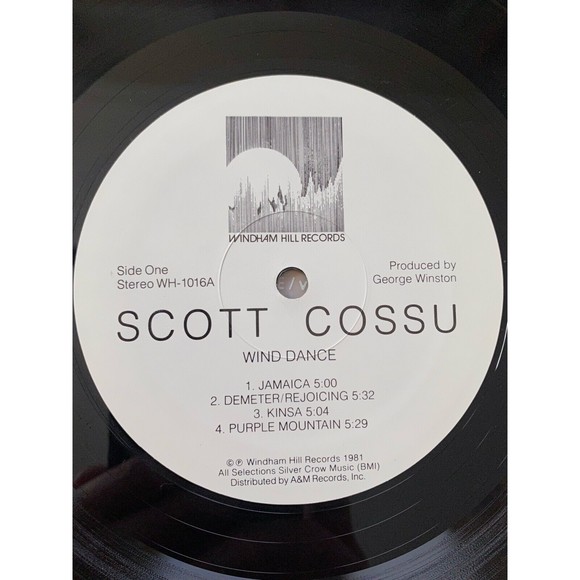 WINDHAM HILL RECORDS
Side One
Stereo WH-1016A
Produced by
George Winston
SCOTT COSSU
WIND DANCE
1. JAMAICA 5:00
2. DEMETER/REJOICING 5:32
3. KINSA 5:04
4. PURPLE MOUNTAIN 5:29
© ℗ Windham Hill Records 1981
All Selections Silver Crow Music (BMI)
Distributed by A&M Records, Inc.